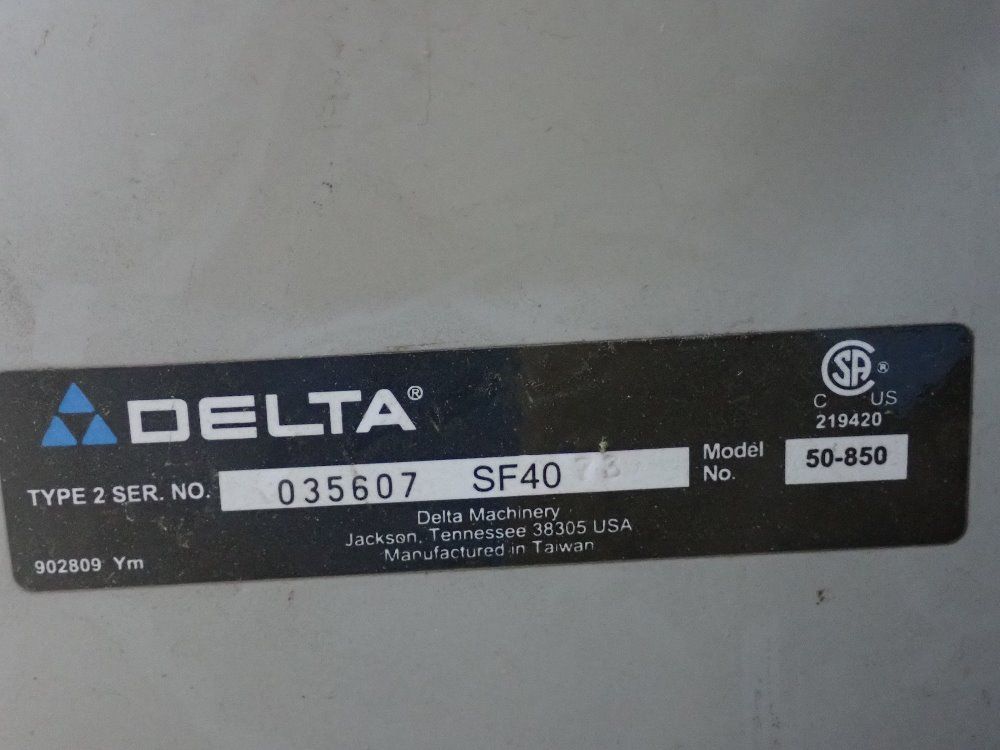 DELTA®
SA ®
C US
219420
TYPE 2 SER. NO. 035607 SF40
Model No. 50-850
Delta Machinery
Jackson, Tennessee 38305 USA
Manufactured in Taiwan
902809 Ym